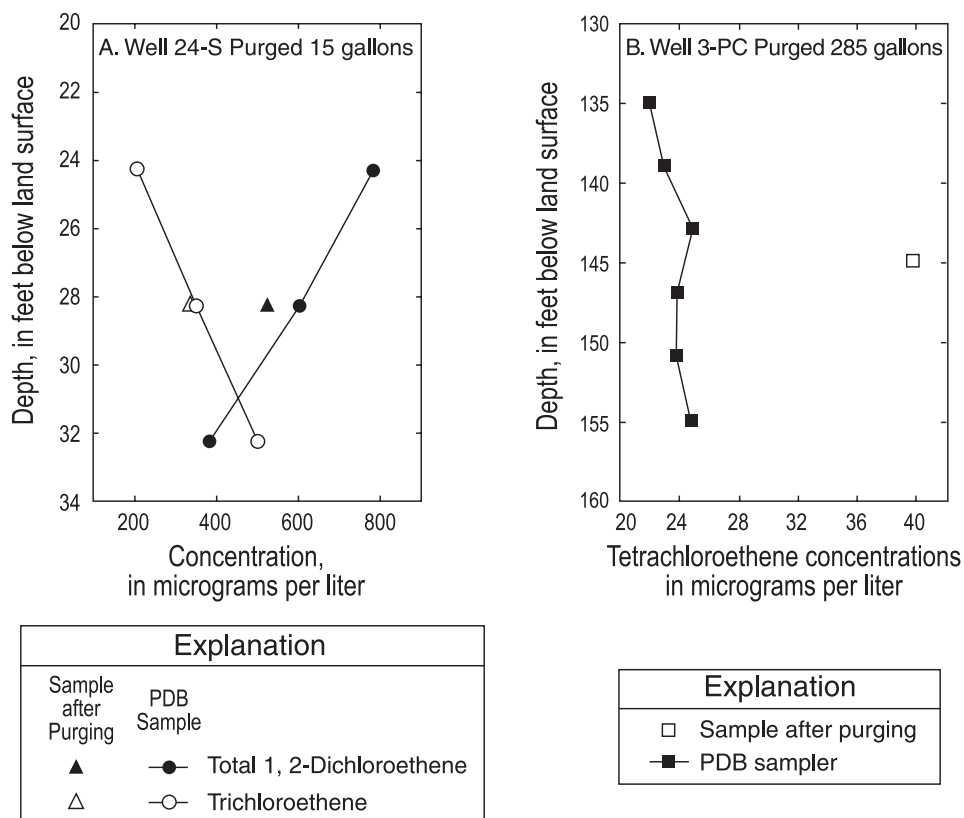 A. Well 24-S Purged 15 gallons
Depth, in feet below land surface
20
22
24
26
28
30
32
34
200 400 600 800
Concentration,
in micrograms per liter
Explanation
Sample after Purging
PDB Sample
Total 1, 2-Dichloroethene
Trichloroethene
B. Well 3-PC Purged 285 gallons
Depth, in feet below land surface
130
135
140
145
150
155
160
20 24 28 32 36 40
Tetrachloroethene concentrations
in micrograms per liter
Explanation
Sample after purging
PDB sampler